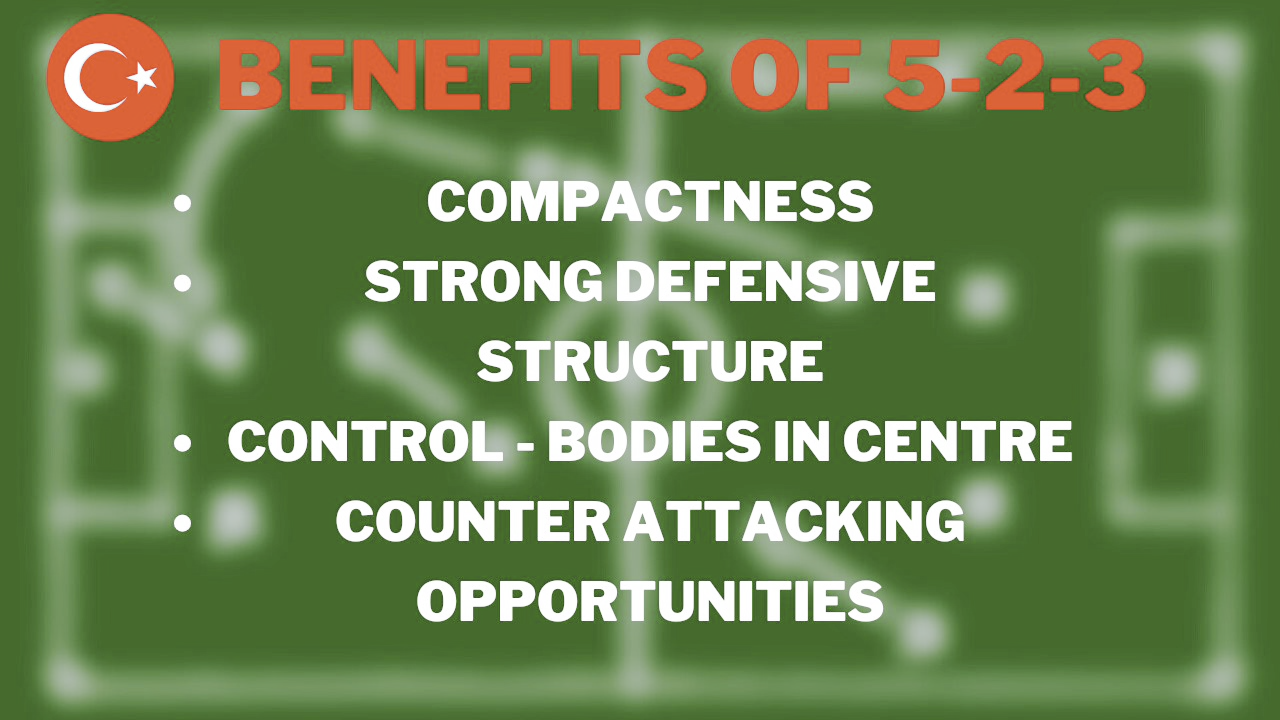 BENEFITS OF 5-2-3
• COMPACTNESS
• STRONG DEFENSIVE
STRUCTURE
• CONTROL - BODIES IN CENTRE
• COUNTER ATTACKING
OPPORTUNITIES